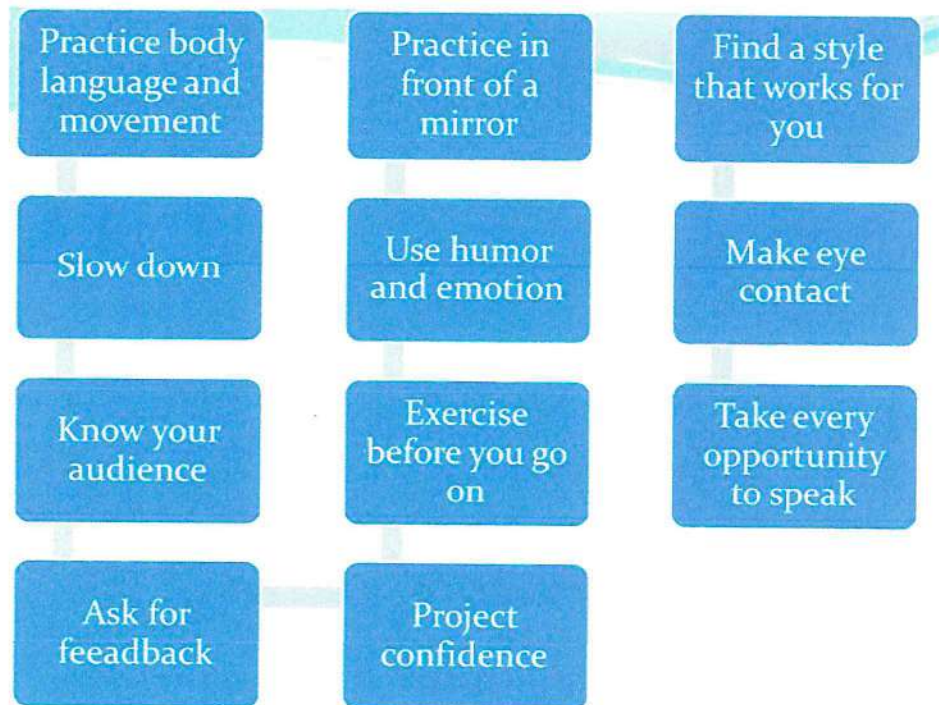 Practice body
language and
movement
Slow down
Know your
audience
Ask for
feeadback
Project
confidence
Exercise
before you go
on
Use humor
and emotion
Practice in
front of a
mirror
Find a style
that works for
you
Make eye
contact
Take every
opportunity
to speak